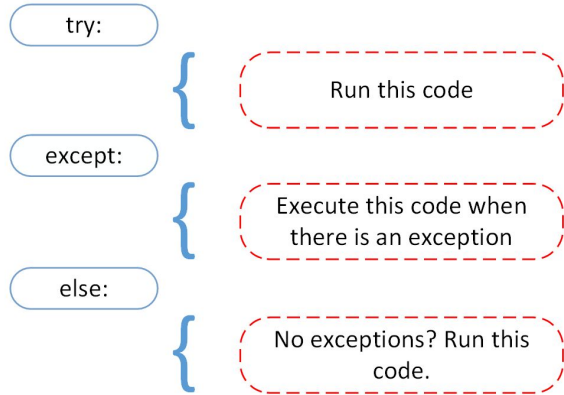 try:
Run this code
except:
Execute this code when
there is an exception
else:
No exceptions? Run this
code.